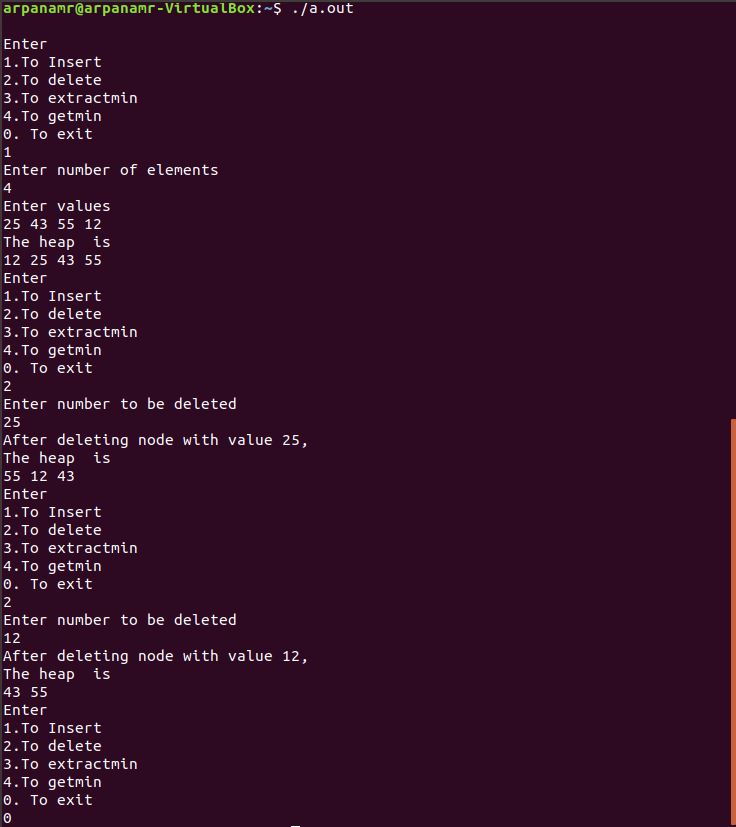 arpanamr@arpanamr-VirtualBox:~$ ./a.out
Enter
1.To Insert
2.To delete
3.To extractmin
4.To getmin
0. To exit
1
Enter number of elements
4
Enter values
25 43 55 12
The heap  is
12 25 43 55
Enter
1.To Insert
2.To delete
3.To extractmin
4.To getmin
0. To exit
2
Enter number to be deleted
25
After deleting node with value 25,
The heap  is
55 12 43
Enter
1.To Insert
2.To delete
3.To extractmin
4.To getmin
0. To exit
2
Enter number to be deleted
12
After deleting node with value 12,
The heap  is
43 55
Enter
1.To Insert
2.To delete
3.To extractmin
4.To getmin
0. To exit
0